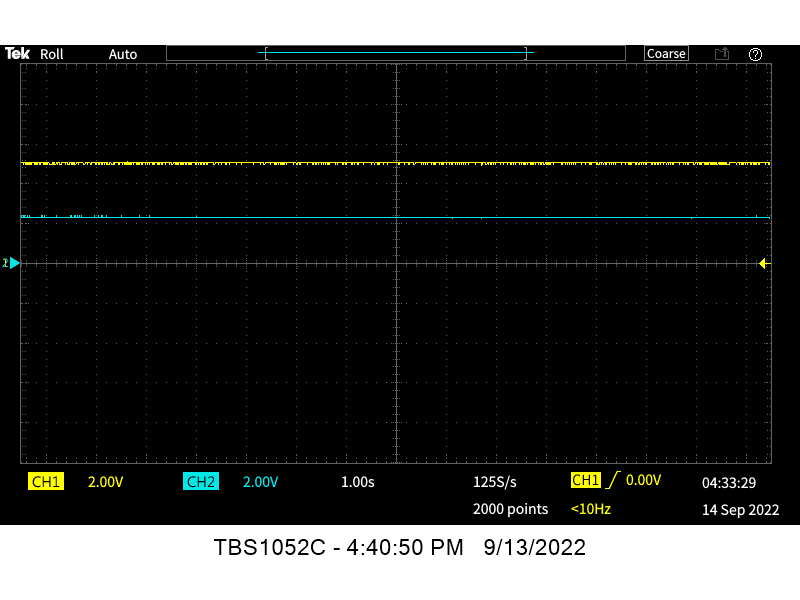 Tek Roll Auto Coarse ?
CH1 2.00V CH2 2.00V 1.00s 125S/s CH1 0.00V 04:33:29
2000 points <10Hz 14 Sep 2022
TBS1052C - 4:40:50 PM 9/13/2022